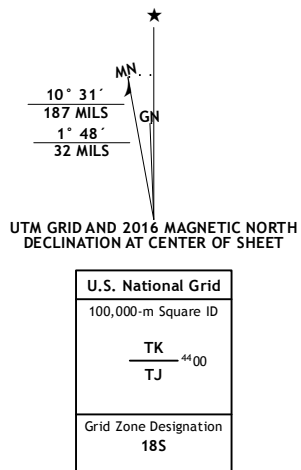 ★
MN
GN
10° 31´
187 MILS
1° 48´
32 MILS
UTM GRID AND 2016 MAGNETIC NORTH
DECLINATION AT CENTER OF SHEET
U.S. National Grid
100,000-m Square ID
TK
4400
TJ
Grid Zone Designation
18S